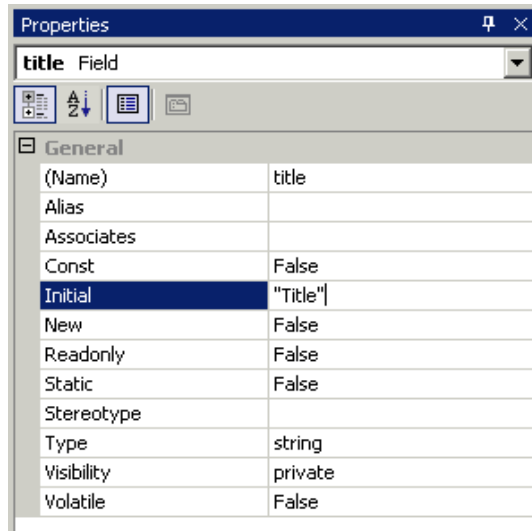 Properties
title Field
General
(Name) title
Alias
Associates
Const False
Initial "Title"
New False
Readonly False
Static False
Stereotype
Type string
Visibility private
Volatile False